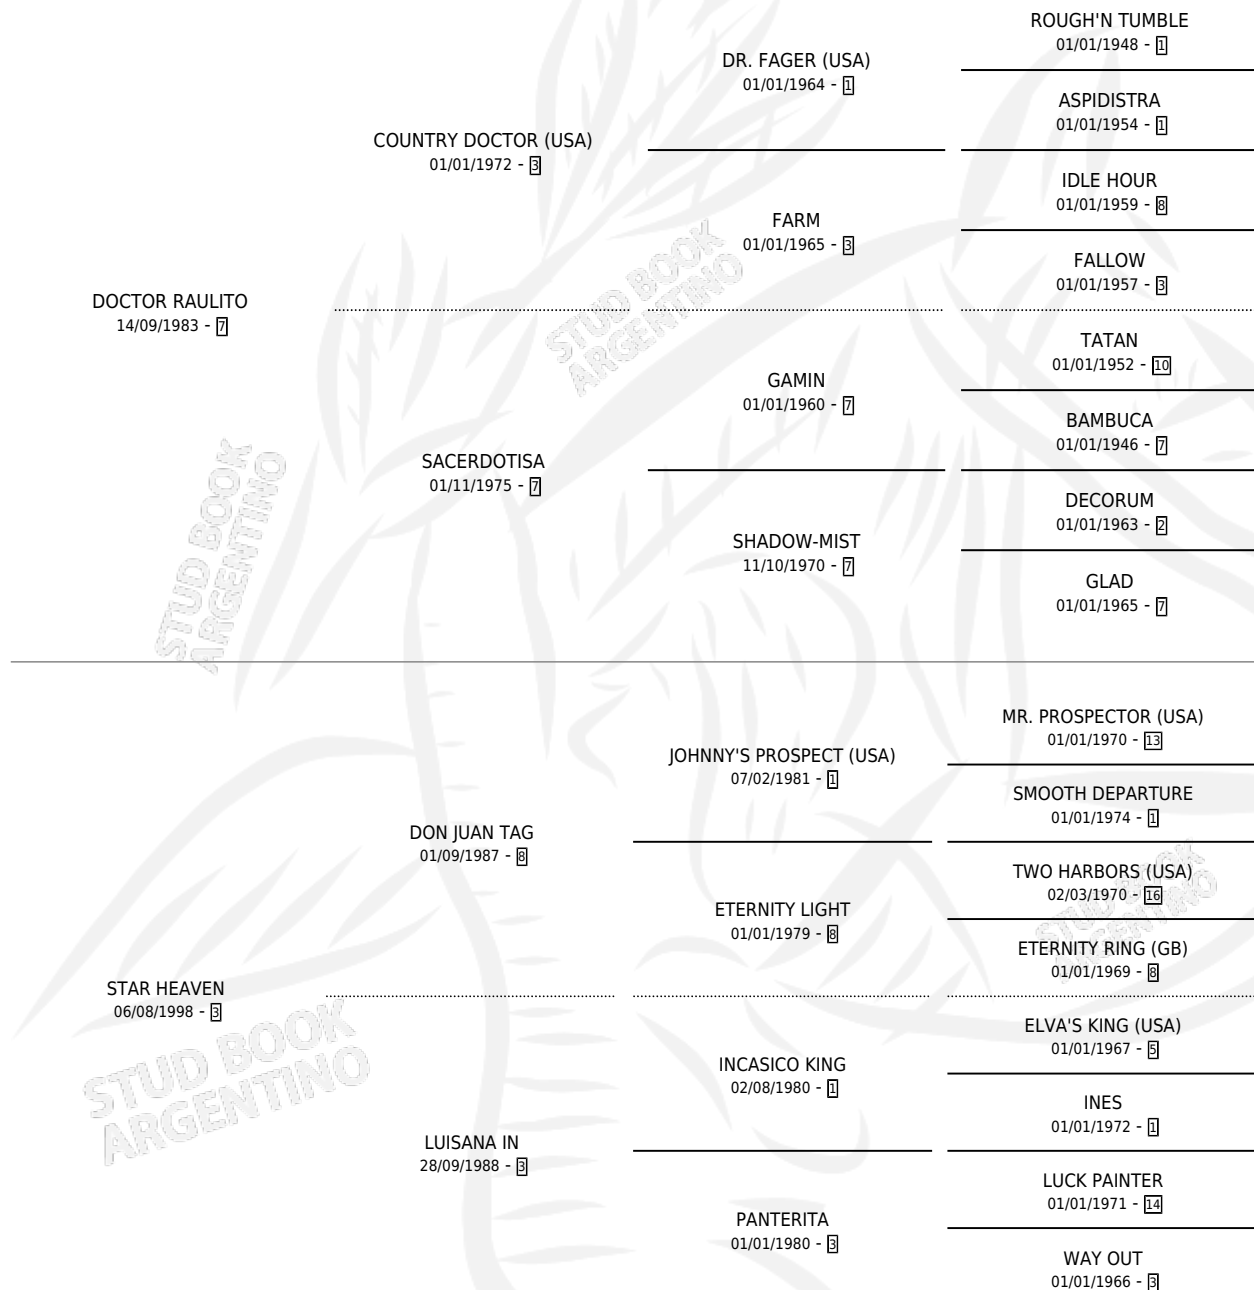 ROUGH'N TUMBLE
01/01/1948 - 1
DR. FAGER (USA)
01/01/1964 - 1
ASPIDISTRA
01/01/1954 - 1
COUNTRY DOCTOR (USA)
01/01/1972 - 3
IDLE HOUR
01/01/1959 - 8
FARM
01/01/1965 - 3
FALLOW
01/01/1957 - 3
DOCTOR RAULITO
14/09/1983 - 7
TATAN
01/01/1952 - 10
GAMIN
01/01/1960 - 7
BAMBUCA
01/01/1946 - 7
SACERDOTISA
01/11/1975 - 7
DECORUM
01/01/1963 - 2
SHADOW-MIST
11/10/1970 - 7
GLAD
01/01/1965 - 7
MR. PROSPECTOR (USA)
01/01/1970 - 13
JOHNNY'S PROSPECT (USA)
07/02/1981 - 1
SMOOTH DEPARTURE
01/01/1974 - 1
DON JUAN TAG
01/09/1987 - 8
TWO HARBORS (USA)
02/03/1970 - 16
ETERNITY LIGHT
01/01/1979 - 8
ETERNITY RING (GB)
01/01/1969 - 8
STAR HEAVEN
06/08/1998 - 3
ELVA'S KING (USA)
01/01/1967 - 5
INCASICO KING
02/08/1980 - 1
INES
01/01/1972 - 1
LUISANA IN
28/09/1988 - 3
LUCK PAINTER
01/01/1971 - 14
PANTERITA
01/01/1980 - 3
WAY OUT
01/01/1966 - 3
STUD BOOK
ARGENTINO
STUD BOOK
ARGENTINO
STUD BOOK
ARGENTINO
STUD BOOK
ARGENTINO